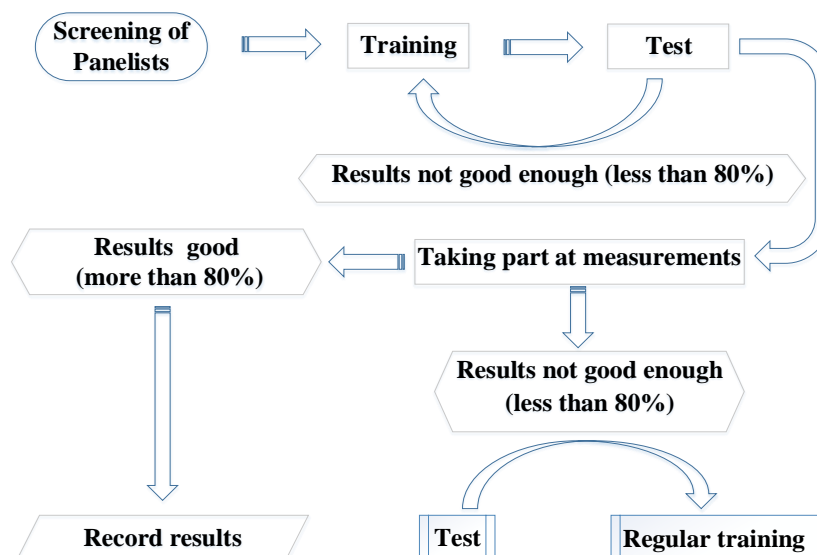 Screening of
Panelists
Training
Test
Results not good enough (less than 80%)
Results good
(more than 80%)
Taking part at measurements
Results not good enough
(less than 80%)
Record results
Test
Regular training